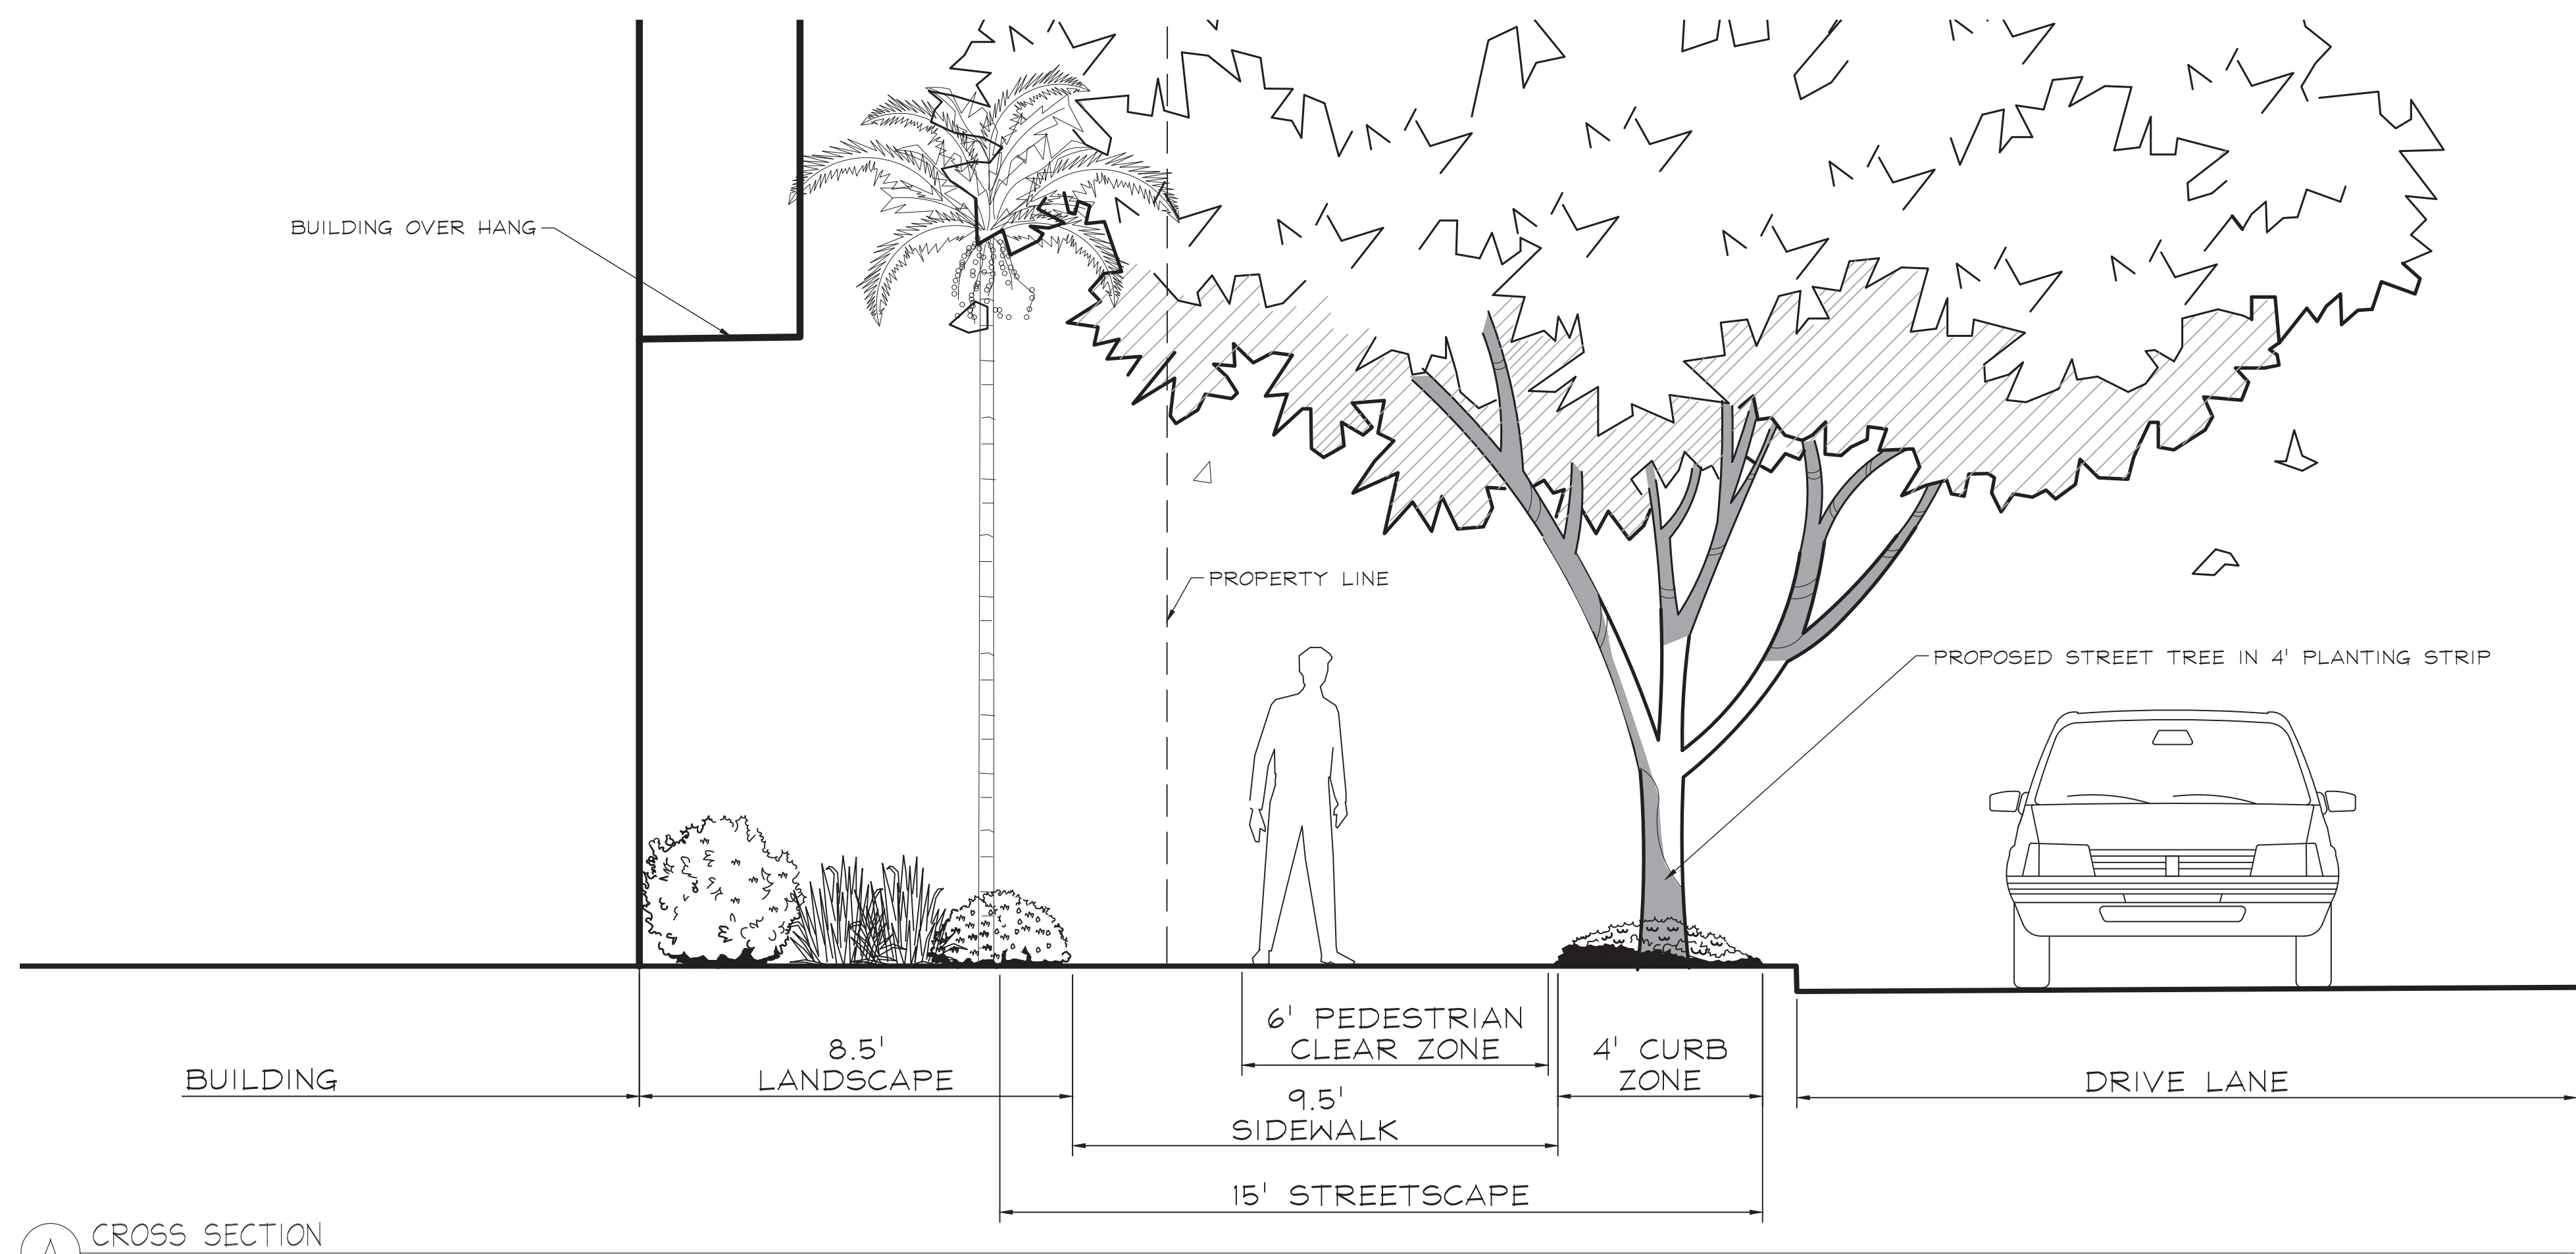 BUILDING OVER HANG
PROPERTY LINE
PROPOSED STREET TREE IN 4' PLANTING STRIP
6' PEDESTRIAN
CLEAR ZONE
8.5'
LANDSCAPE
4' CURB
ZONE
BUILDING
DRIVE LANE
9.5'
SIDEWALK
15' STREETSCAPE
CROSS SECTION